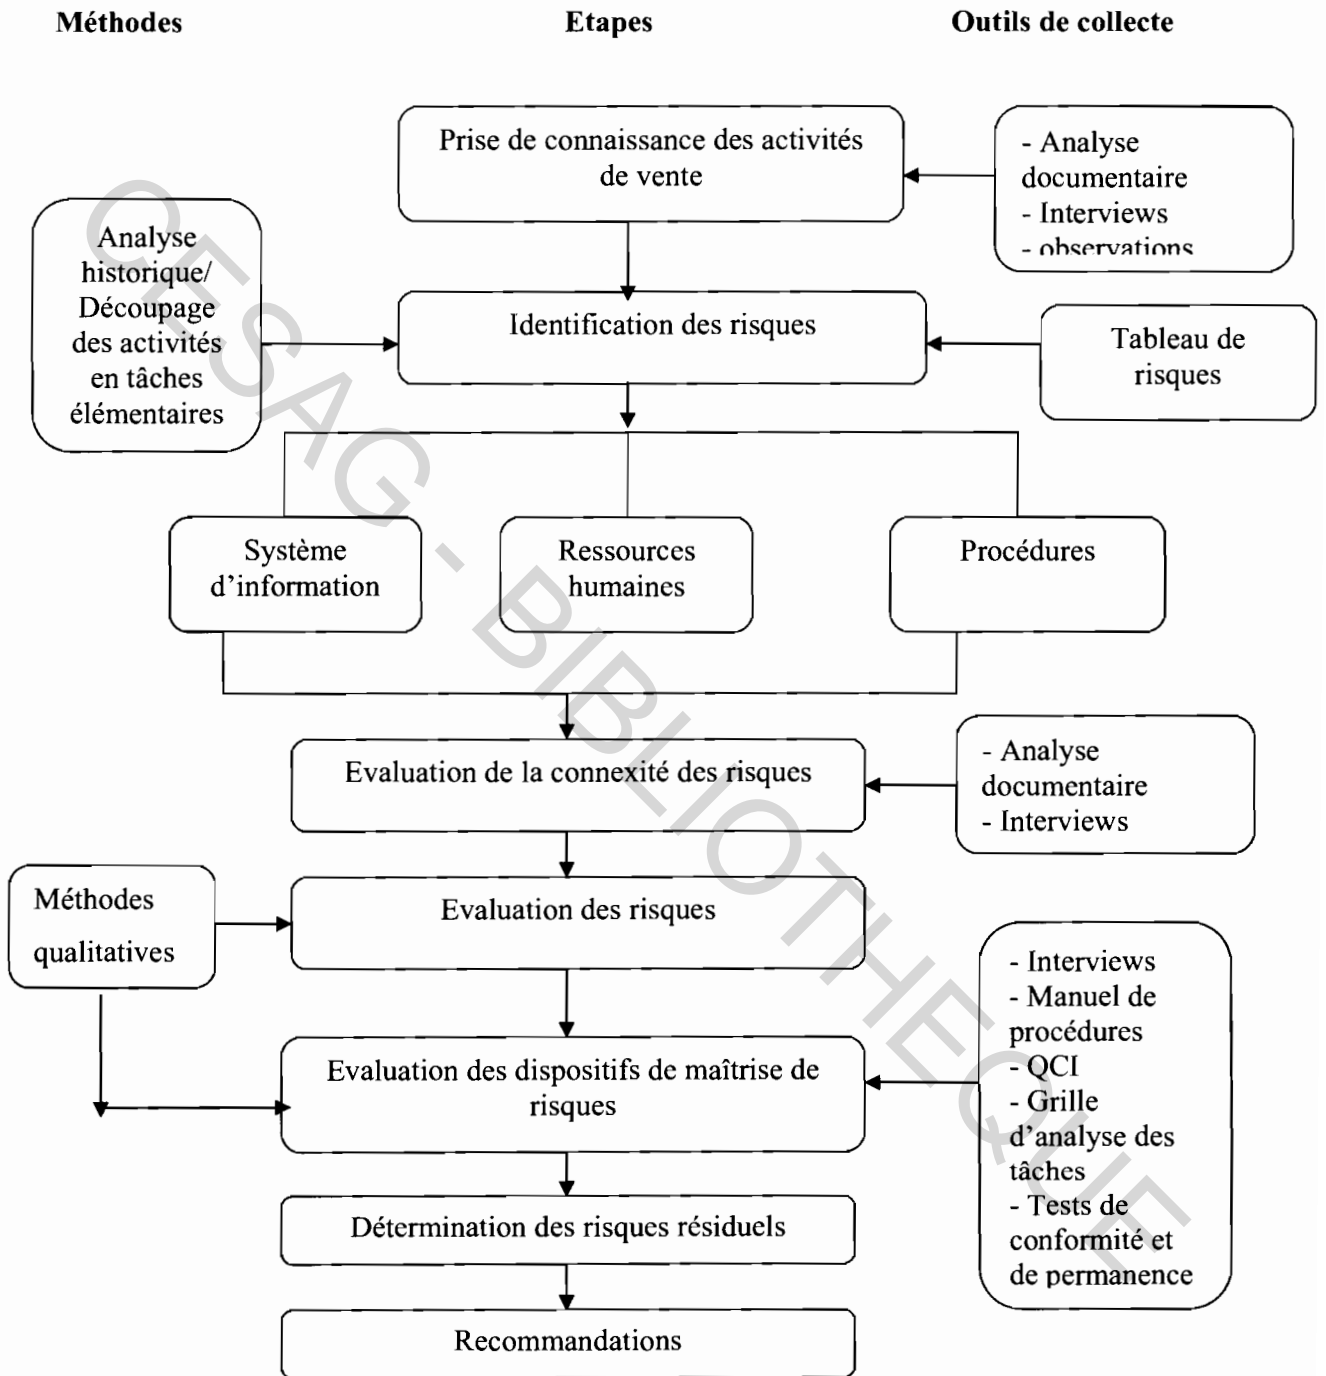 Méthodes
Etapes
Outils de collecte
Prise de connaissance des activités
de vente
- Analyse
documentaire
- Interviews
- observations
Analyse
historique/
Découpage
des activités
en tâches
élémentaires
Identification des risques
Tableau de
risques
Système
d'information
Ressources
humaines
Procédures
Evaluation de la connexité des risques
- Analyse
documentaire
- Interviews
Méthodes
qualitatives
Evaluation des risques
- Interviews
- Manuel de
procédures
- QCI
- Grille
d'analyse des
tâches
- Tests de
conformité et
de permanence
Evaluation des dispositifs de maîtrise de
risques
Détermination des risques résiduels
Recommandations
CESAG - BIBLIOTHEQUE